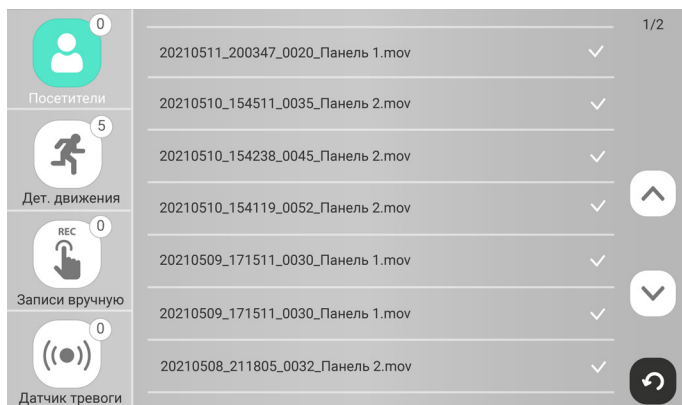 0
Посетители
5
Дет. движения
REC
0
Записи вручную
0
Датчик тревоги
20210511_200347_0020_Панель 1.mov
20210510_154511_0035_Панель 2.mov
20210510_154238_0045_Панель 2.mov
20210510_154119_0052_Панель 2.mov
20210509_171511_0030_Панель 1.mov
20210509_171511_0030_Панель 1.mov
20210508_211805_0032_Панель 2.mov
1/2